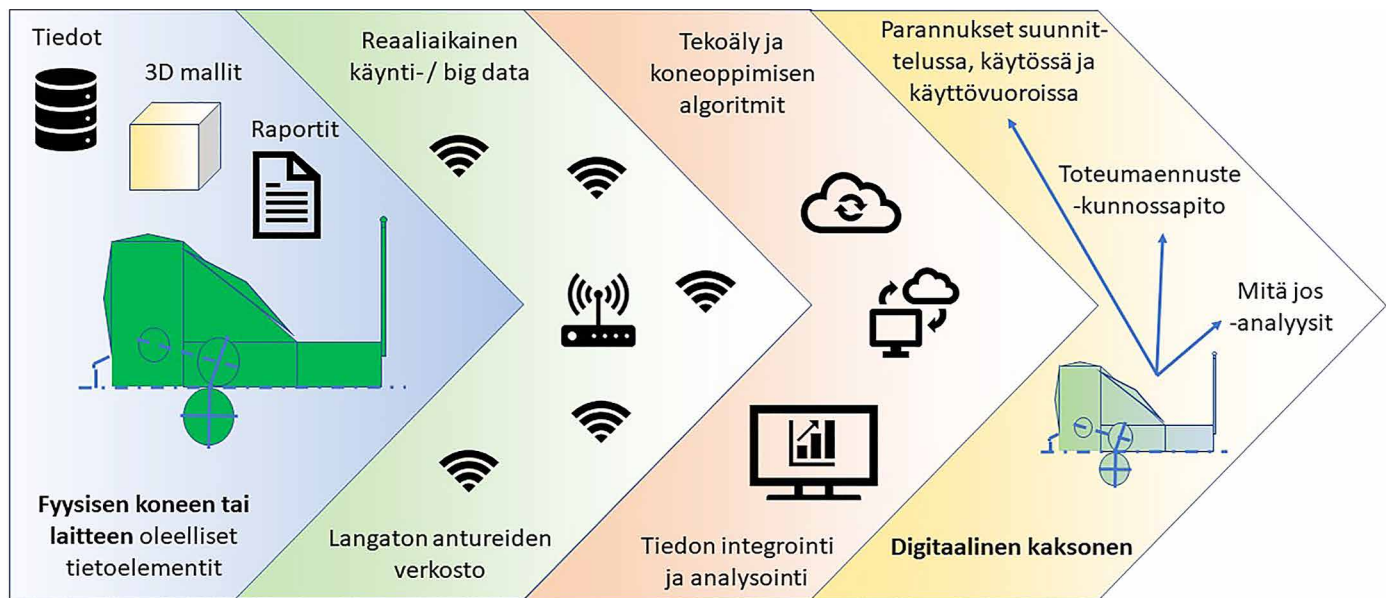 Tiedot
3D mallit
Raportit
Fyysisen koneen tai
laitteen oleelliset
tietoelementit
Reaaliaikainen
käynti-/ big data
Langaton antureiden
verkosto
Tekoäly ja
koneoppimisen
algoritmit
Tiedon integrointi
ja analysointi
Parannukset suunnit-
telussa, käytössä ja
käyttövuoroissa
Toteumaennuste
-kunnossapito
Mitä jos
-analyysit
Digitaalinen kaksonen